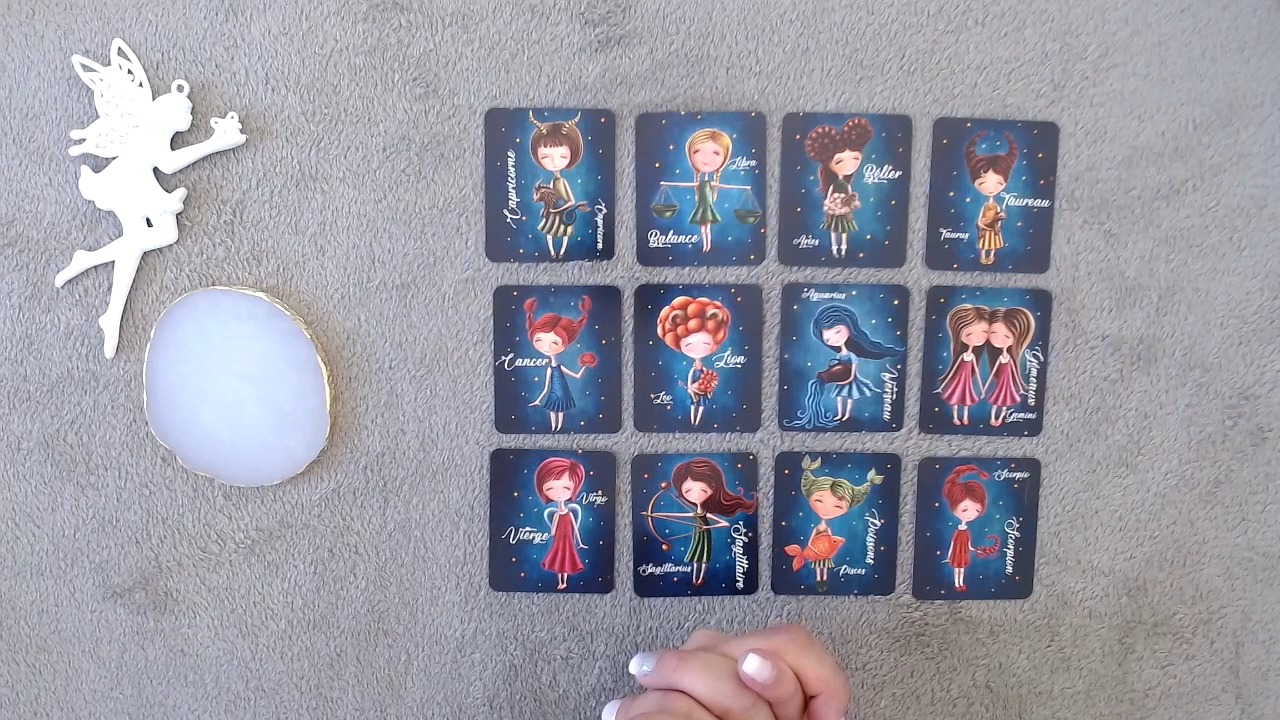 Capricorne
Capricorn
Libra
Balance
Bélier
Aries
Taureau
Taurus
Cancer
Lion
Leo
Aquarius
Verseau
Gémeaux
Gemini
Virgo
Vierge
Sagittaire
Sagittarius
Poissons
Pisces
Scorpio
Scorpion